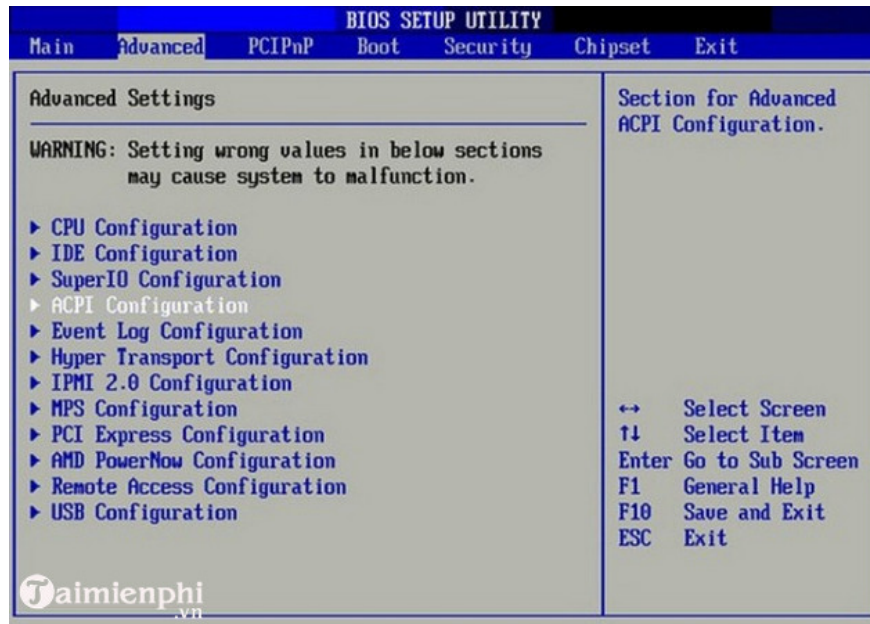 BIOS SETUP UTILITY
Main Advanced PCIPnP Boot Security Chipset Exit
Advanced Settings
WARNING: Setting wrong values in below sections
may cause system to malfunction.
▶ CPU Configuration
▶ IDE Configuration
▶ SuperIO Configuration
▶ ACPI Configuration
▶ Event Log Configuration
▶ Hyper Transport Configuration
▶ IPMI 2.0 Configuration
▶ MPS Configuration
▶ PCI Express Configuration
▶ AMD PowerNow Configuration
▶ Remote Access Configuration
▶ USB Configuration
Section for Advanced
ACPI Configuration.
↔ Select Screen
↑↓ Select Item
Enter Go to Sub Screen
F1 General Help
F10 Save and Exit
ESC Exit
Taimienphi
.vn